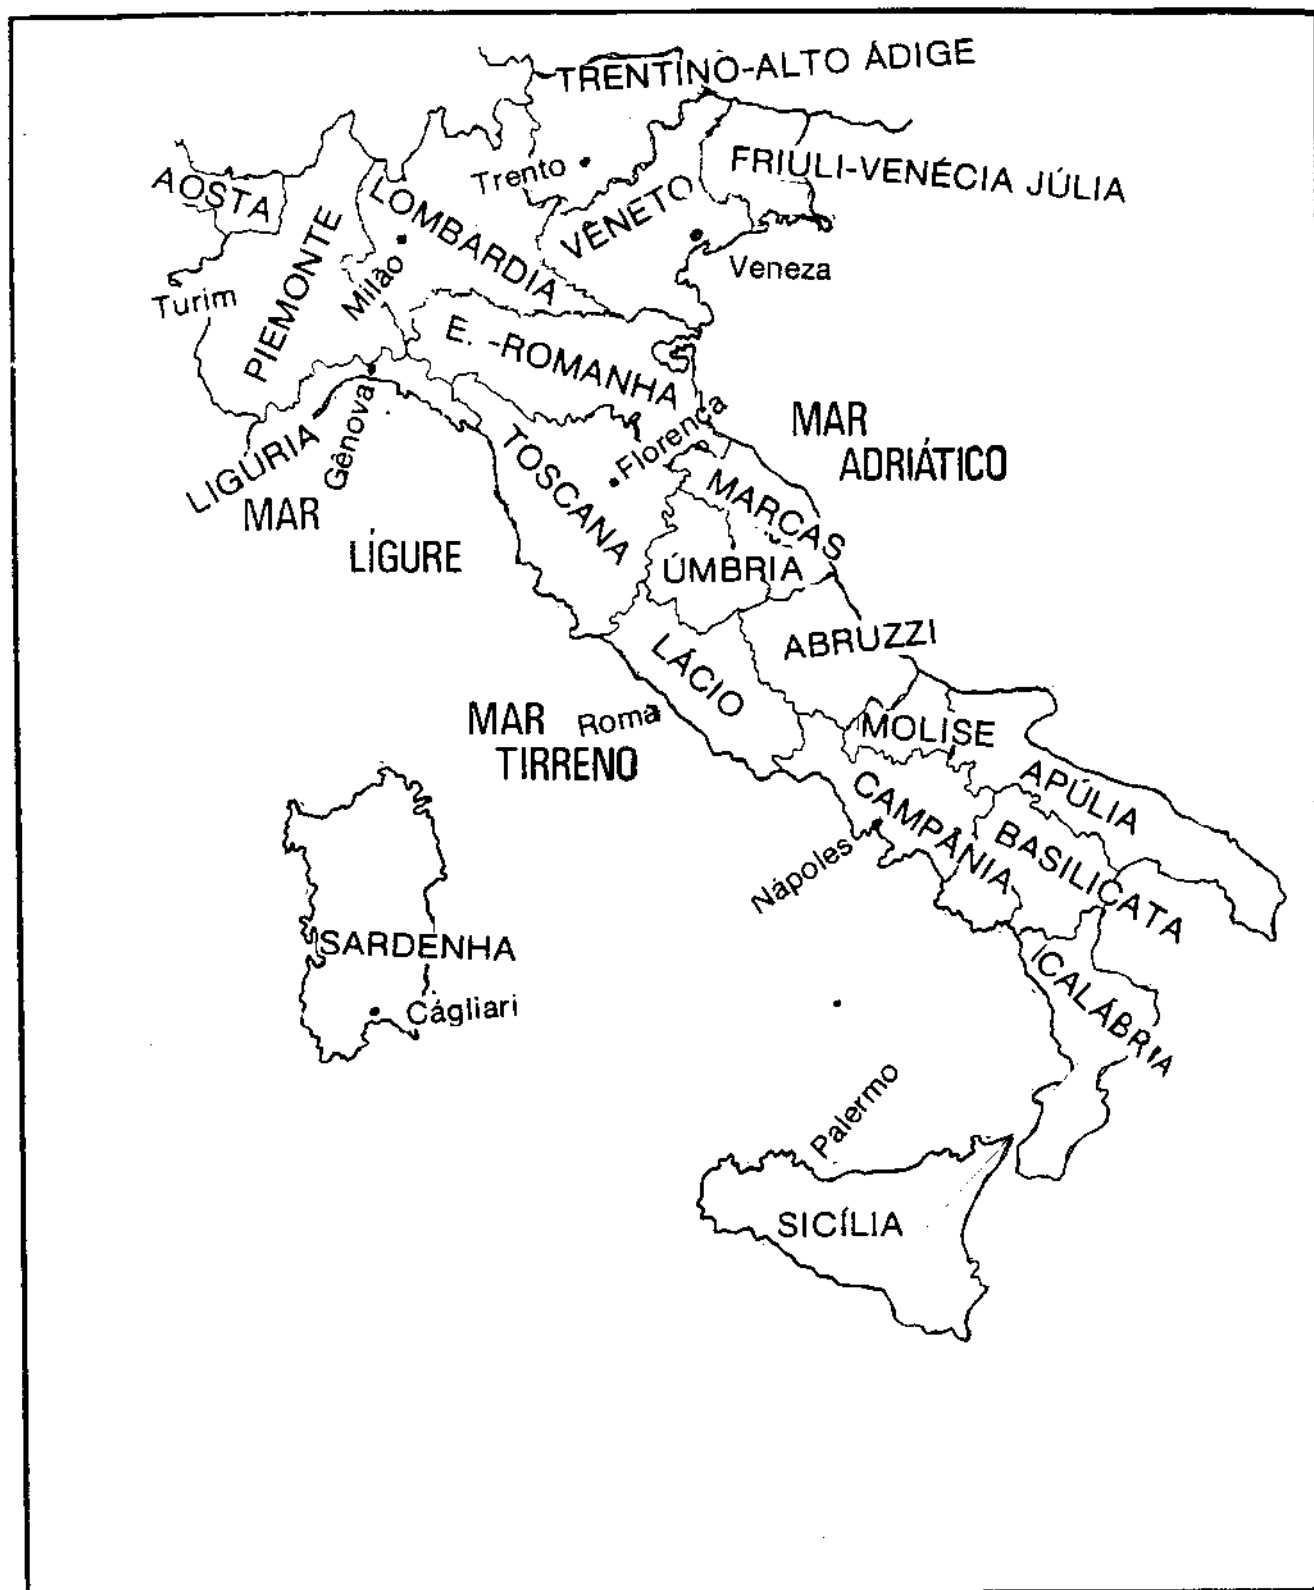 TRENTINO-ALTO ÁDIGE
FRIULI-VENÉCIA JÚLIA
Trento
AOSTA
LOMBARDIA
VÊNETO
PIEMONTE
Milão
Veneza
Turim
E. -ROMANHA
LIGÚRIA
Gênova
TOSCANA
Florença
MAR
ADRIÁTICO
MARCAS
MAR
LÍGURE
ÚMBRIA
ABRUZZI
LÁCIO
MAR
TIRRENO
Roma
MOLISE
APÚLIA
CAMPÂNIA
BASILICATA
Nápoles
SARDENHA
CALÁBRIA
Cágliari
Palermo
SICÍLIA